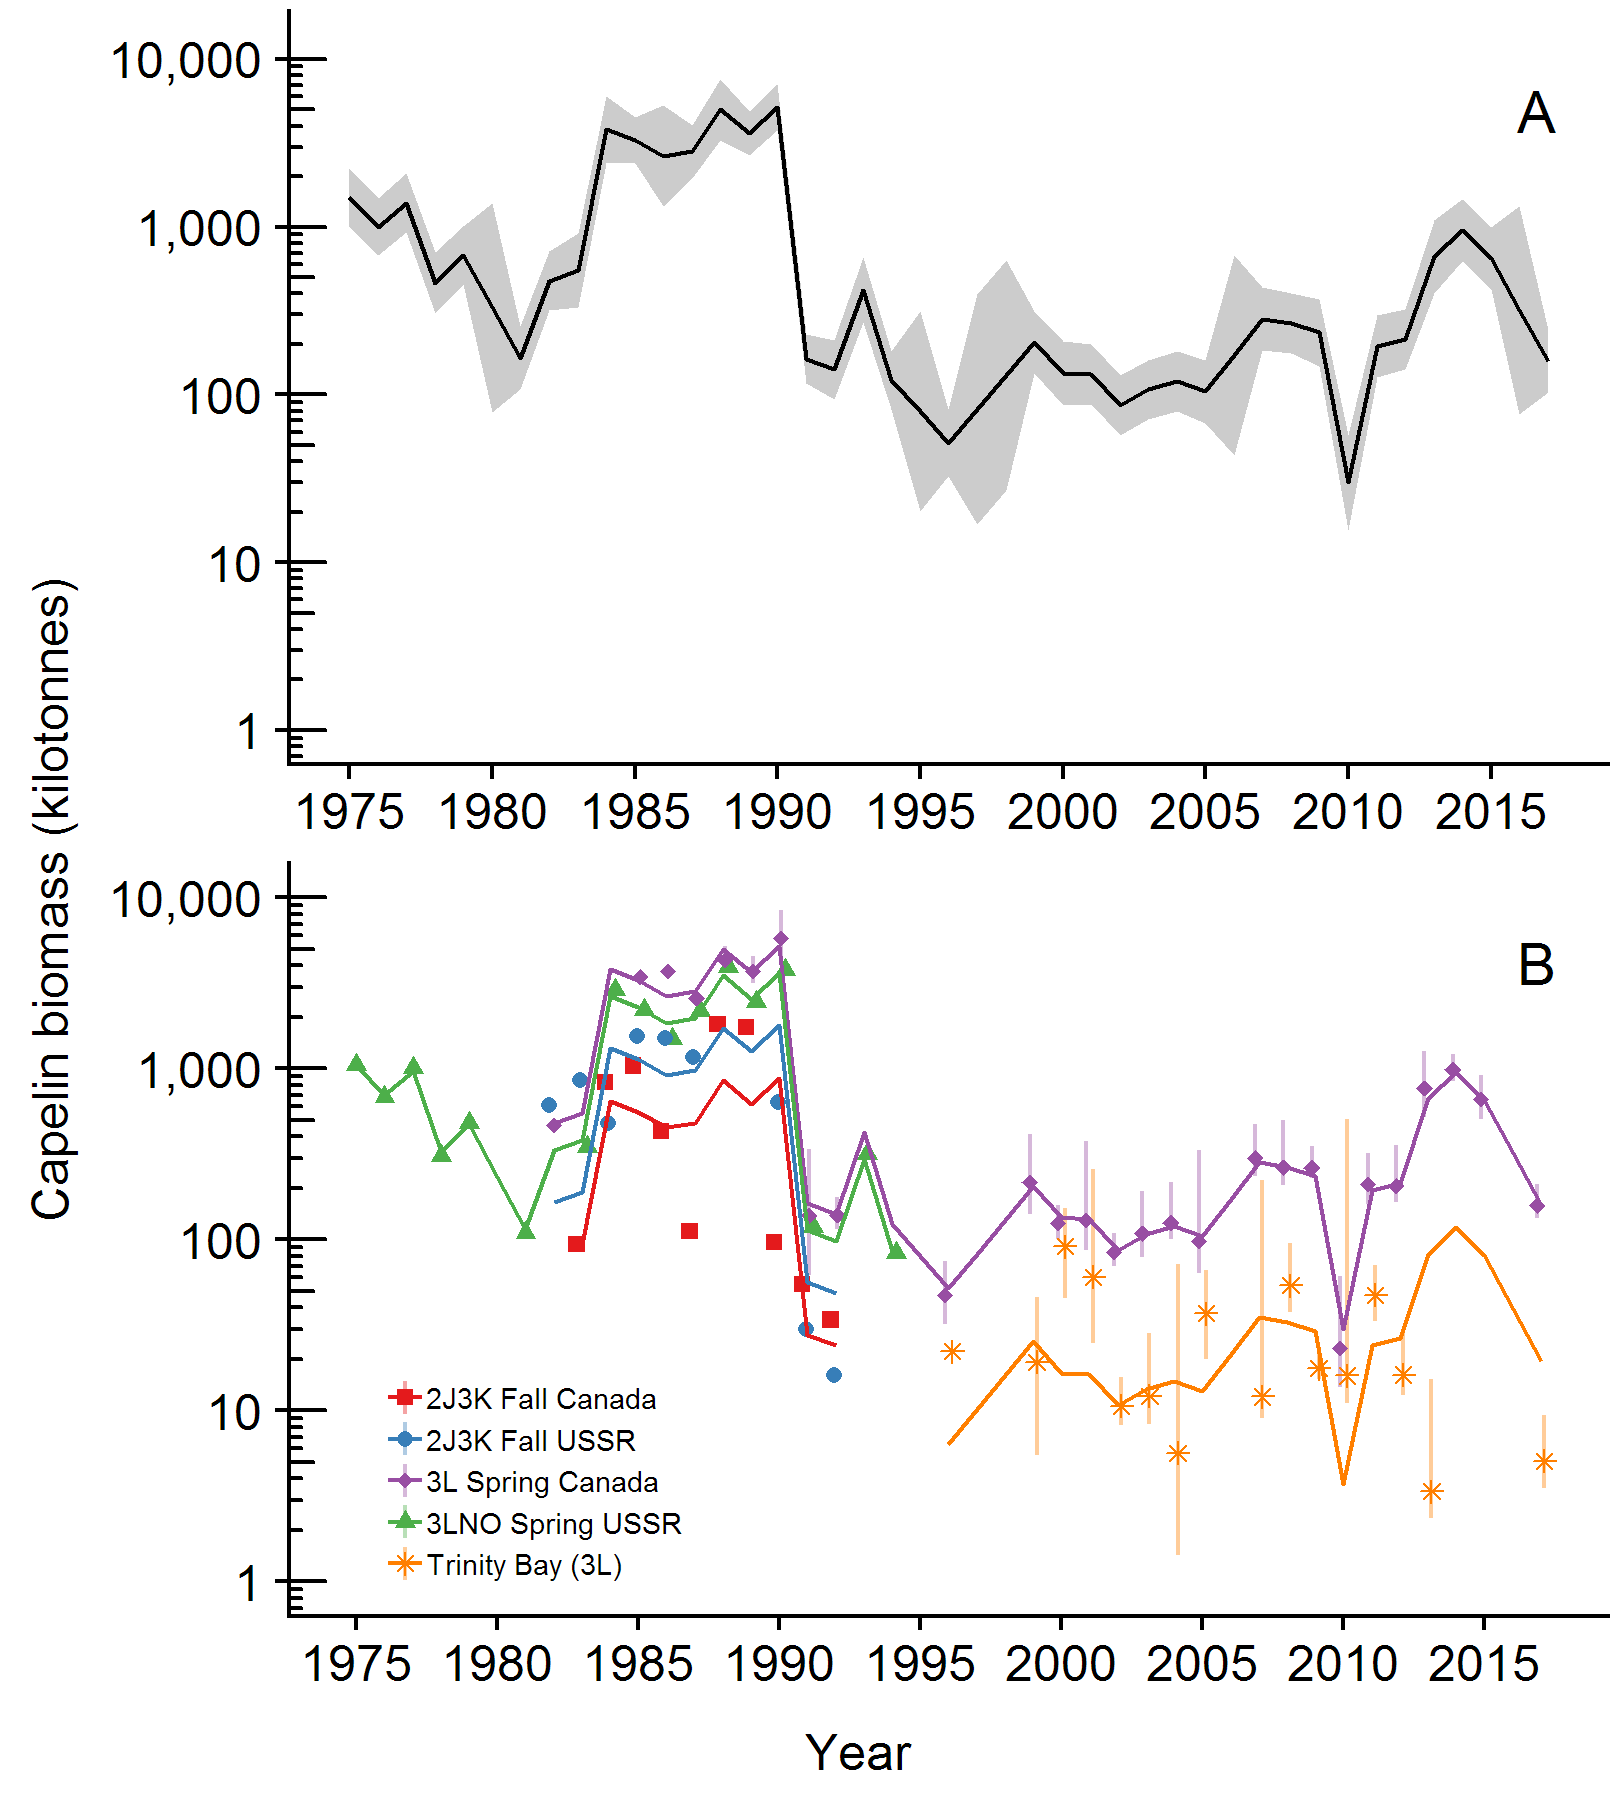 A
10,000
1,000
100
10
1
1975 1980 1985 1990 1995 2000 2005 2010 2015
Capelin biomass (kilotonnes)
B
10,000
1,000
100
10
1
2J3K Fall Canada
2J3K Fall USSR
3L Spring Canada
3LNO Spring USSR
Trinity Bay (3L)
1975 1980 1985 1990 1995 2000 2005 2010 2015
Year